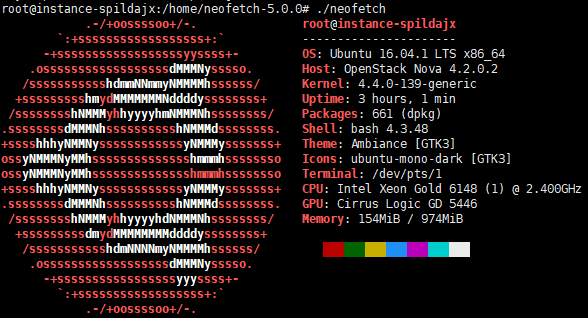 root@instance-spildajx:/home/neofetch-5.0.0# ./neofetch
.-/+oossssoo+/-.
`:+ssssssssssssssssss+:`
-+ssssssssssssssssssyyssss+-
.ossssssssssssssssssdMMMNysssso.
/ssssssssssshdmmNNmmyNMMMMhssssss/
+ssssssssshmydMMMMMMMNddddyssssssss+
/sssssssshNMMMyhhyyyyhmNMMMNhssssssss/
.ssssssssdMMMNhsssssssssshNMMMdssssssss.
+sssshhhyNMMNyssssssssssssyNMMMysssssss+
ossyNMMMNyMMhsssssssssssssshmmmhssssssso
ossyNMMMNyMMhsssssssssssssshmmmhssssssso
+sssshhhyNMMNyssssssssssssyNMMMysssssss+
.ssssssssdMMMNhsssssssssshNMMMdssssssss.
/sssssssshNMMMyhhyyyyhdNMMMNhssssssss/
+sssssssssdmydMMMMMMMMddddyssssssss+
/ssssssssssshdmNNNNmyNMMMMhssssss/
.ossssssssssssssssssdMMMNysssso.
-+sssssssssssssssssyyyssss+-
`:+ssssssssssssssssss+:`
.-/+oossssoo+/-.
root@instance-spildajx
----------------------
OS: Ubuntu 16.04.1 LTS x86_64
Host: OpenStack Nova 4.2.0.2
Kernel: 4.4.0-139-generic
Uptime: 3 hours, 1 min
Packages: 661 (dpkg)
Shell: bash 4.3.48
Theme: Ambiance [GTK3]
Icons: ubuntu-mono-dark [GTK3]
Terminal: /dev/pts/1
CPU: Intel Xeon Gold 6148 (1) @ 2.400GHz
GPU: Cirrus Logic GD 5446
Memory: 154MiB / 974MiB